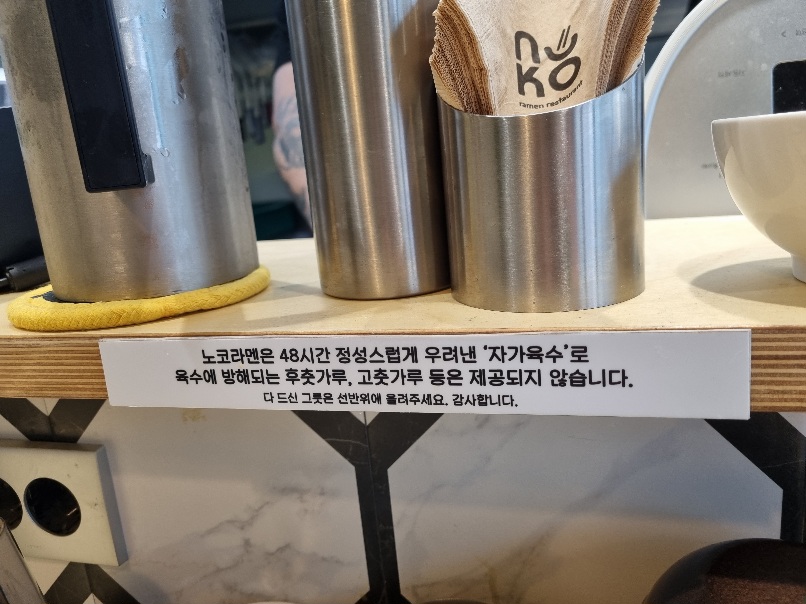 nu
KO
ramen restaurant
노코라멘은 48시간 정성스럽게 우려낸 ‘자가육수’로
육수에 방해되는 후춧가루, 고춧가루 등은 제공되지 않습니다.
다 드신 그릇은 선반위애 올려주세요. 감사합니다.